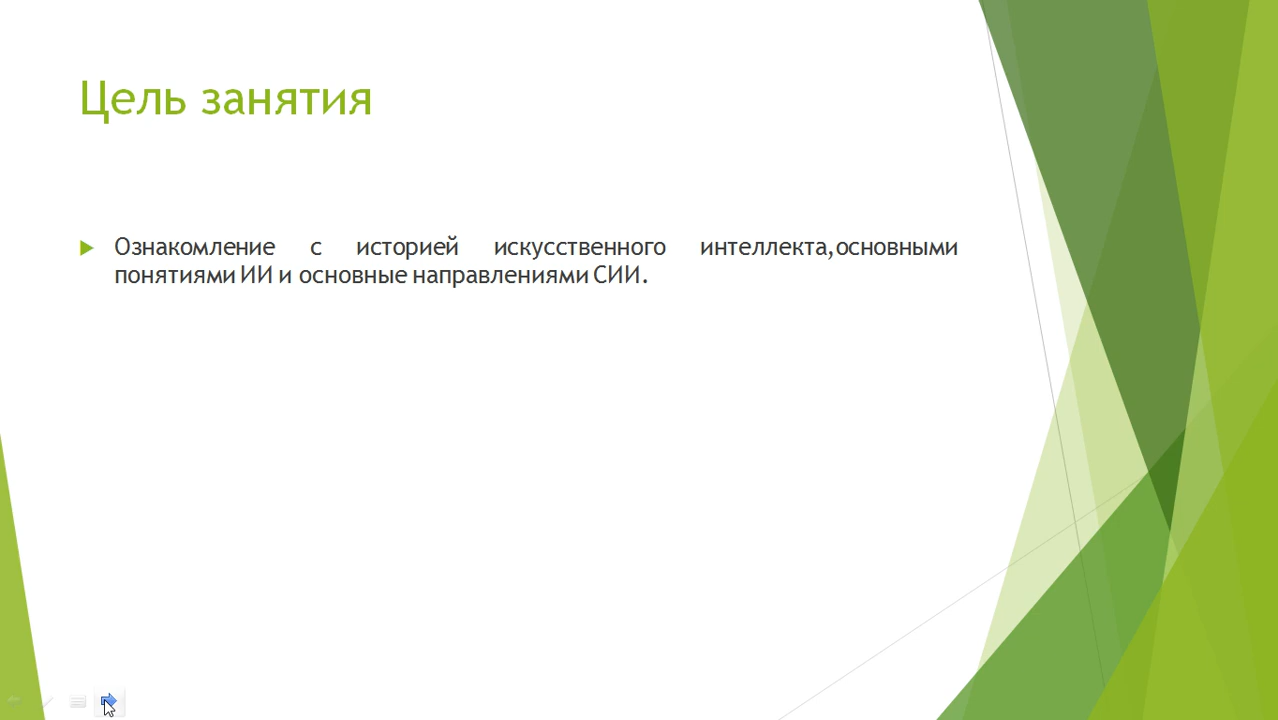 Цель занятия
Ознакомление с историей искусственного интеллекта,основными
понятиями ИИ и основные направлениями СИИ.